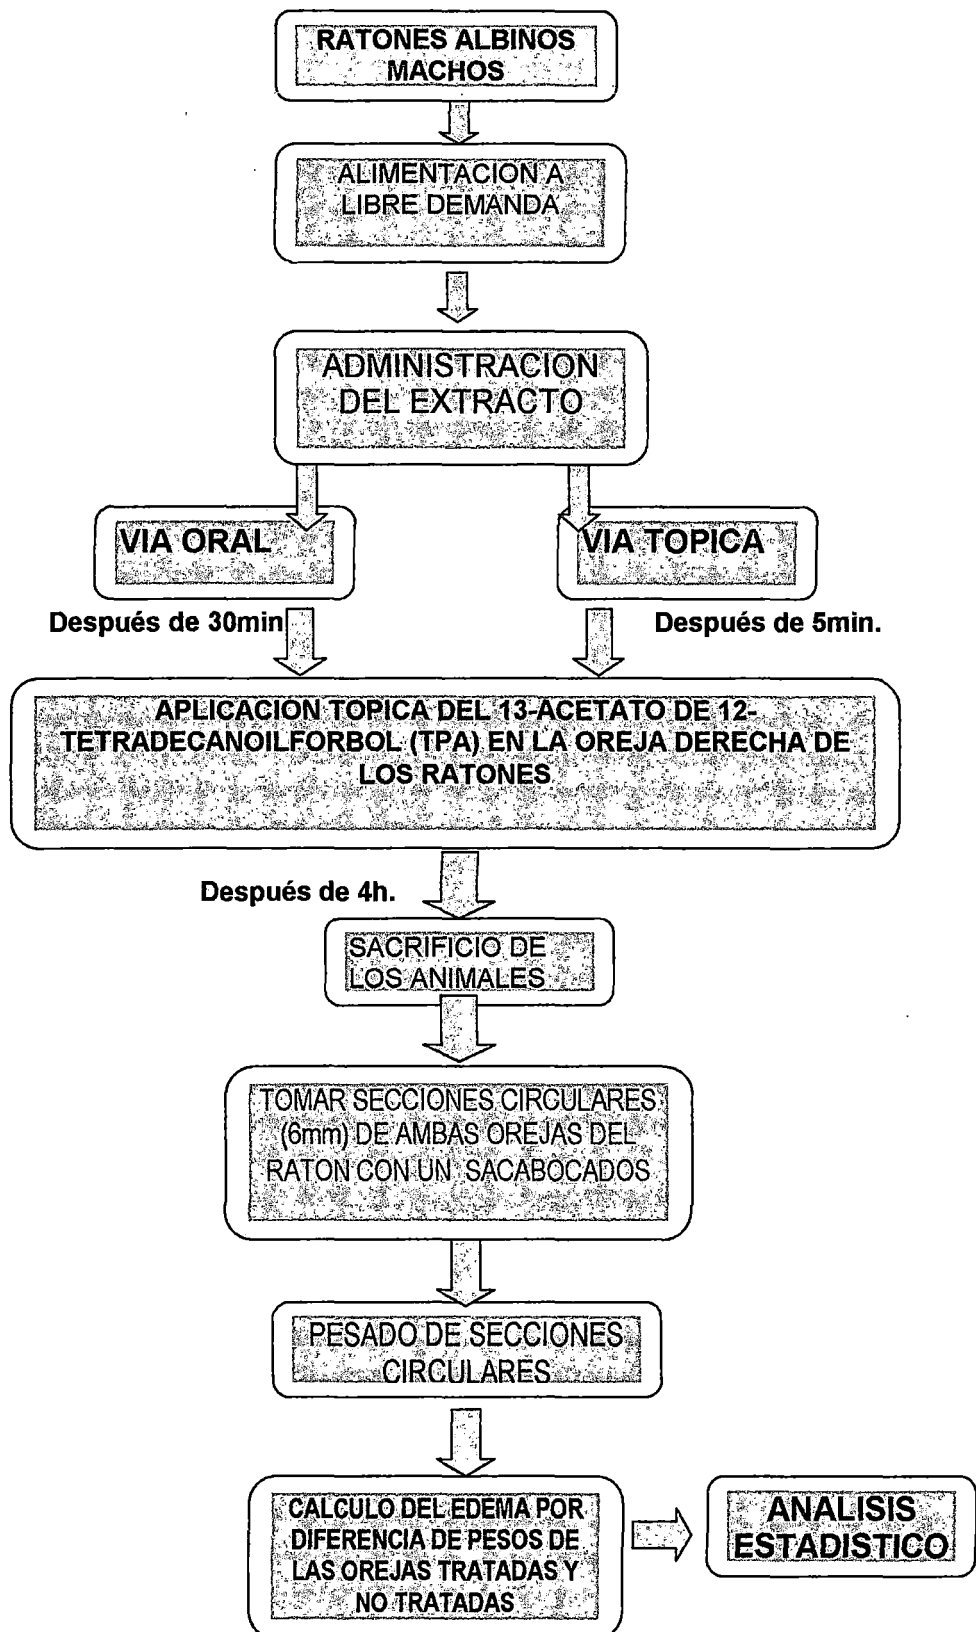 RATONES ALBINOS
MACHOS
ALIMENTACION A
LIBRE DEMANDA
ADMINISTRACION
DEL EXTRACTO
VIA ORAL
VIA TOPICA
Después de 30min
Después de 5min.
APLICACION TOPICA DEL 13-ACETATO DE 12-
TETRADECANOILFORBOL (TPA) EN LA OREJA DERECHA DE
LOS RATONES
Después de 4h.
SACRIFICIO DE
LOS ANIMALES
TOMAR SECCIONES CIRCULARES
(6mm) DE AMBAS OREJAS DEL
RATON CON UN SACABOCADOS
PESADO DE SECCIONES
CIRCULARES
CALCULO DEL EDEMA POR
DIFERENCIA DE PESOS DE
LAS OREJAS TRATADAS Y
NO TRATADAS
ANALISIS
ESTADISTICO